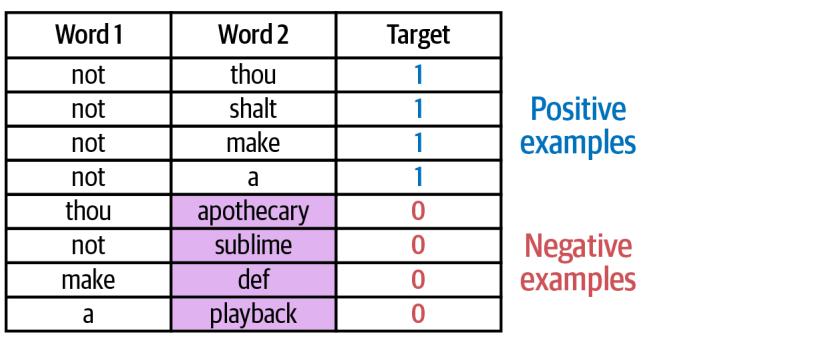 Word 1 Word 2 Target
not thou 1
not shalt 1
not make 1
not a 1
thou apothecary 0
not sublime 0
make def 0
a playback 0
Positive
examples
Negative
examples